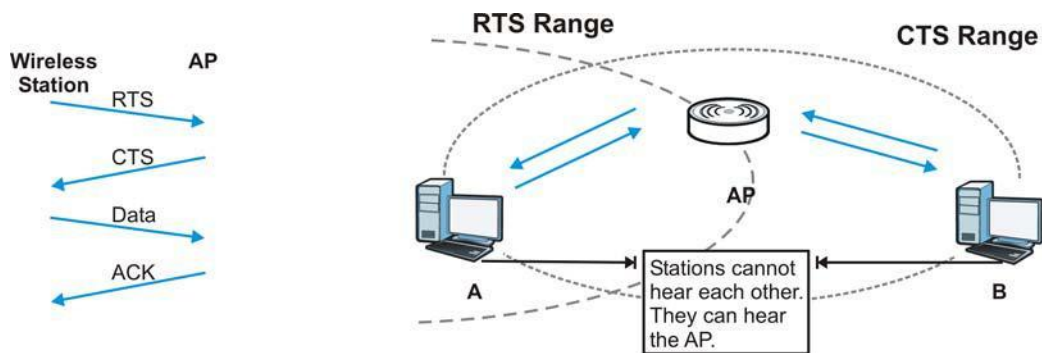 Wireless
Station
AP
RTS
CTS
Data
ACK
RTS Range
CTS Range
AP
A
Stations cannot
hear each other.
They can hear
the AP.
B